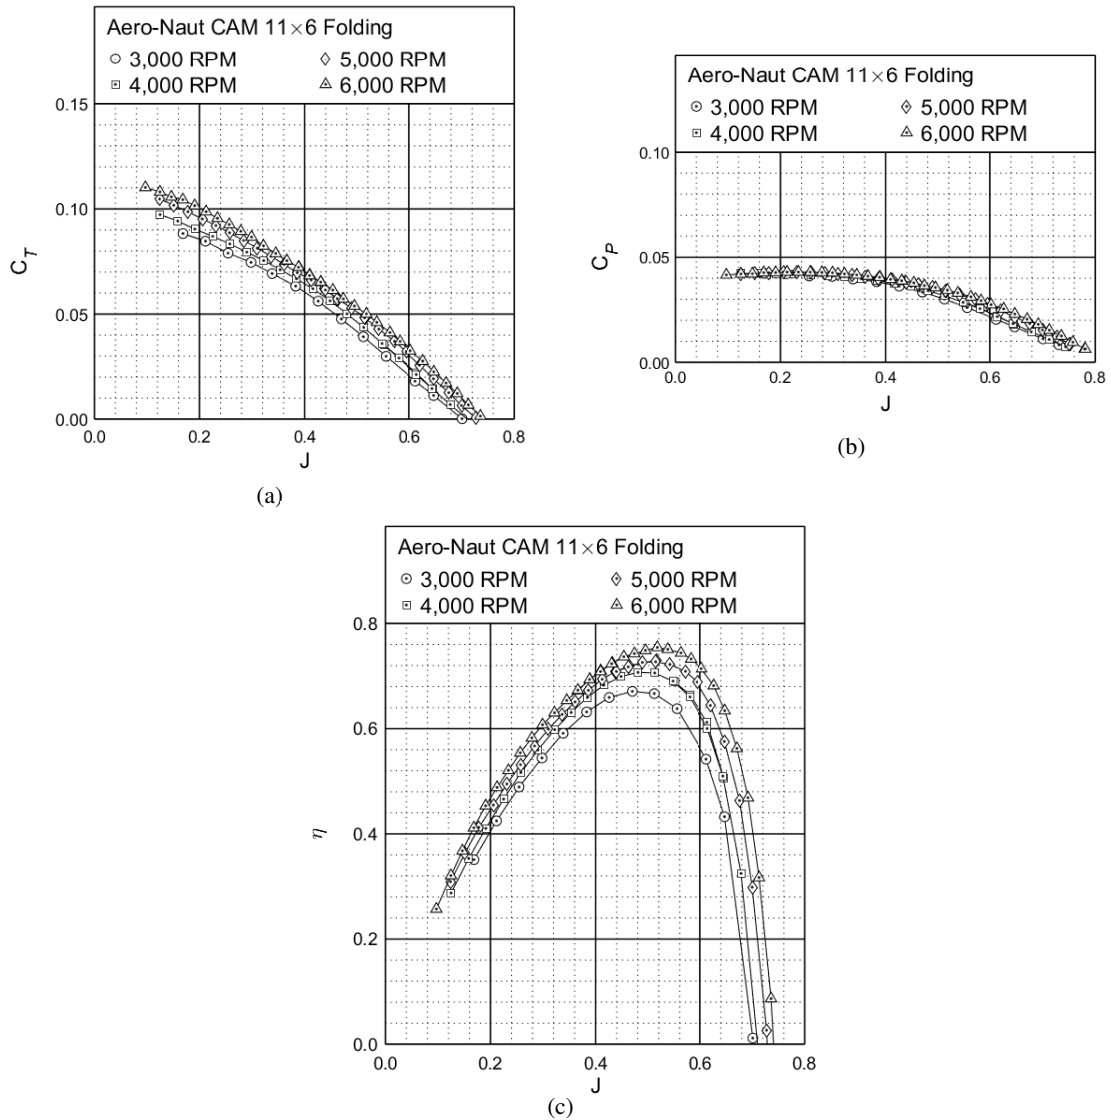 Aero-Naut CAM 11×6 Folding
3,000 RPM 5,000 RPM
4,000 RPM 6,000 RPM
0.15
0.10
0.05
0.00
C_T
0.0 0.2 0.4 0.6 0.8
J
(a)
Aero-Naut CAM 11×6 Folding
3,000 RPM 5,000 RPM
4,000 RPM 6,000 RPM
0.10
0.05
0.00
C_P
0.0 0.2 0.4 0.6 0.8
J
(b)
Aero-Naut CAM 11×6 Folding
3,000 RPM 5,000 RPM
4,000 RPM 6,000 RPM
0.8
0.6
0.4
0.2
0.0
η
0.0 0.2 0.4 0.6 0.8
J
(c)